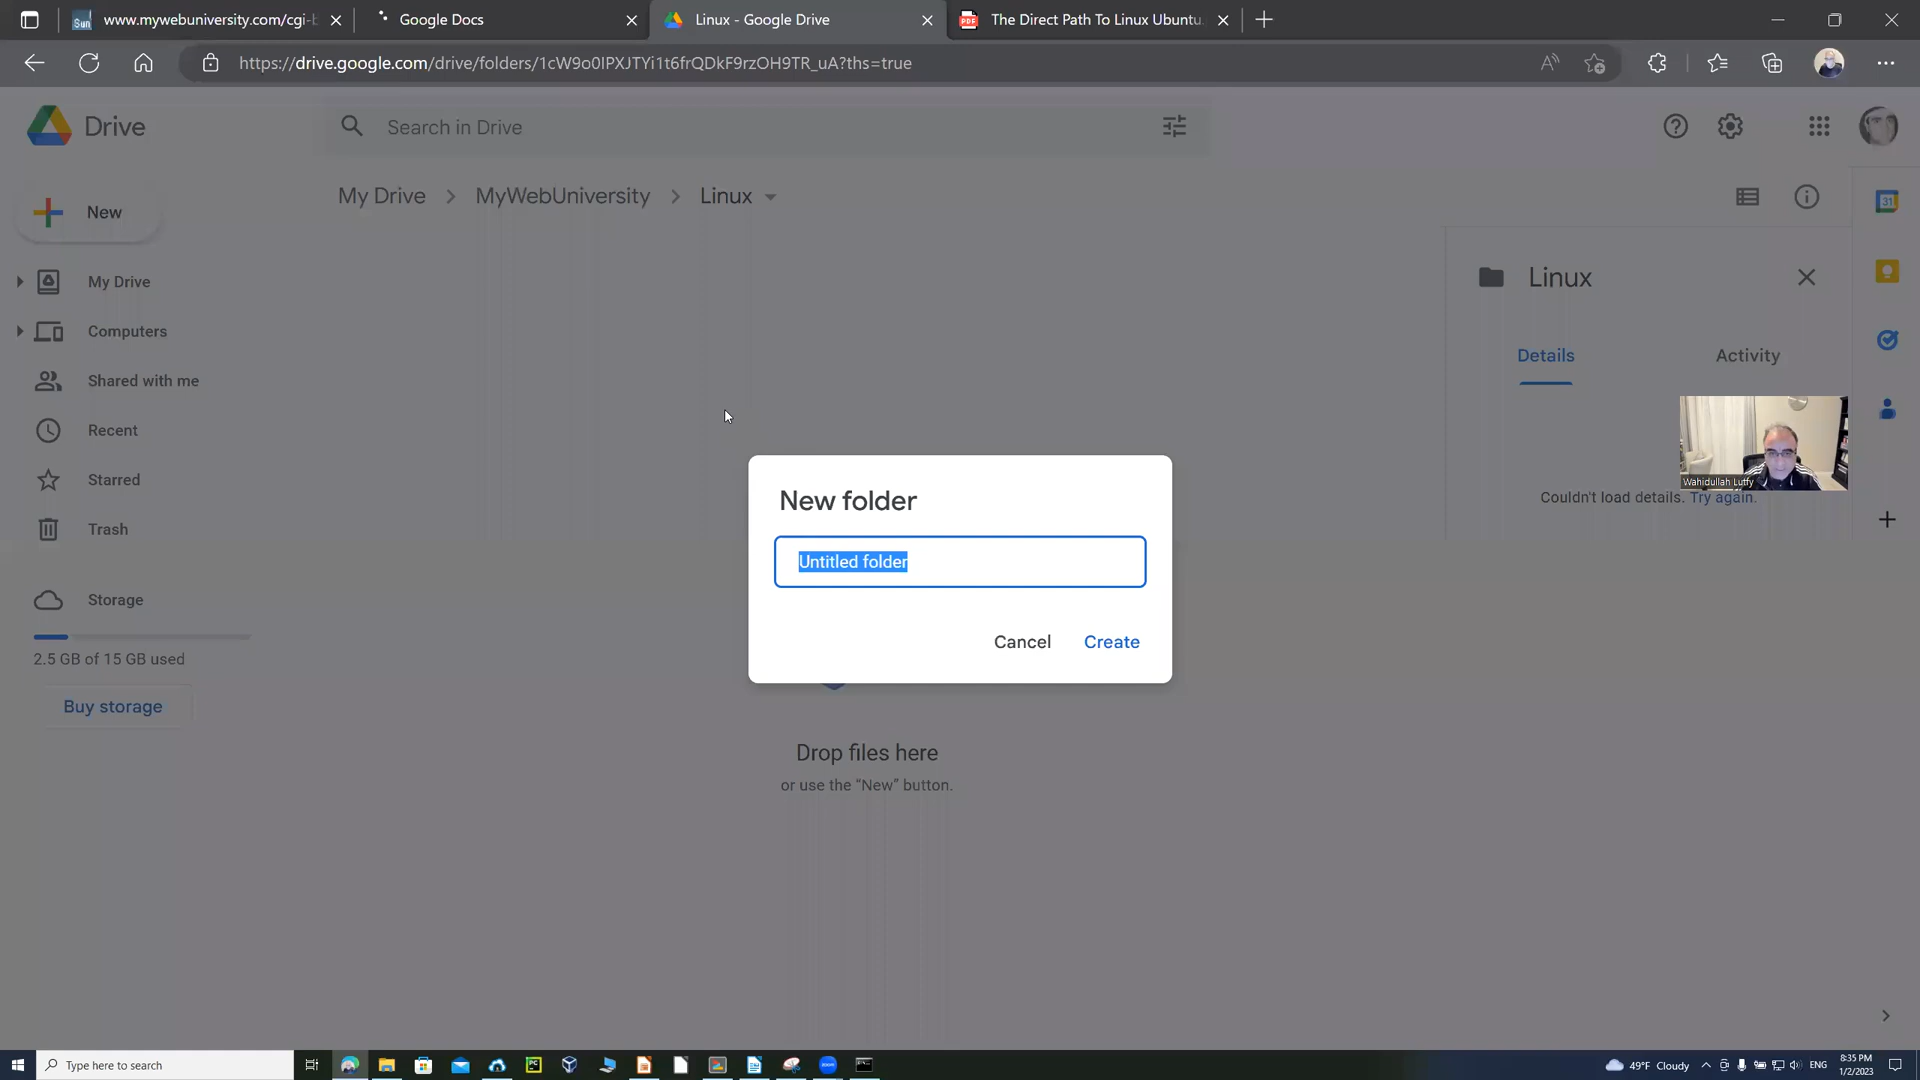 www.mywebuniversity.com/cgi-b
Google Docs
Linux - Google Drive
The Direct Path To Linux Ubuntu.
https://drive.google.com/drive/folders/1cW9o0IPXJTYi1t6frQDkF9rzOH9TR_uA?ths=true
Drive
Search in Drive
New
My Drive
Computers
Shared with me
Recent
Starred
Trash
Storage
2.5 GB of 15 GB used
Buy storage
My Drive > MyWebUniversity > Linux
Linux
Details
Activity
Wahidullah Lutfy
Couldn't load details. Try again.
New folder
Untitled folder
Cancel
Create
Drop files here
or use the “New” button.
Type here to search
49°F Cloudy
ENG
8:35 PM
1/2/2023